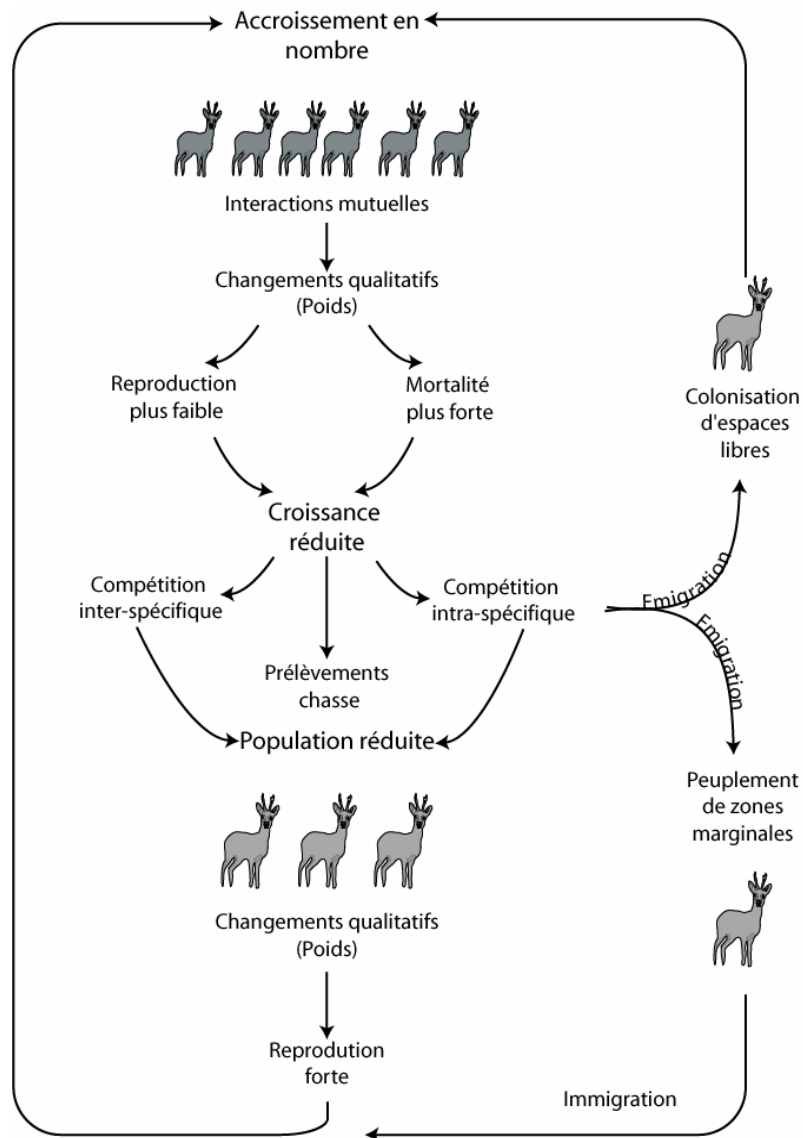 Accroissement en
nombre
Interactions mutuelles
Changements qualitatifs
(Poids)
Reproduction
plus faible
Mortalité
plus forte
Colonisation
d'espaces
libres
Croissance
réduite
Compétition
inter-spécifique
Compétition
intra-spécifique
Emigration
Emigration
Prélèvements
chasse
Population réduite
Peuplement
de zones
marginales
Changements qualitatifs
(Poids)
Reprodution
forte
Immigration